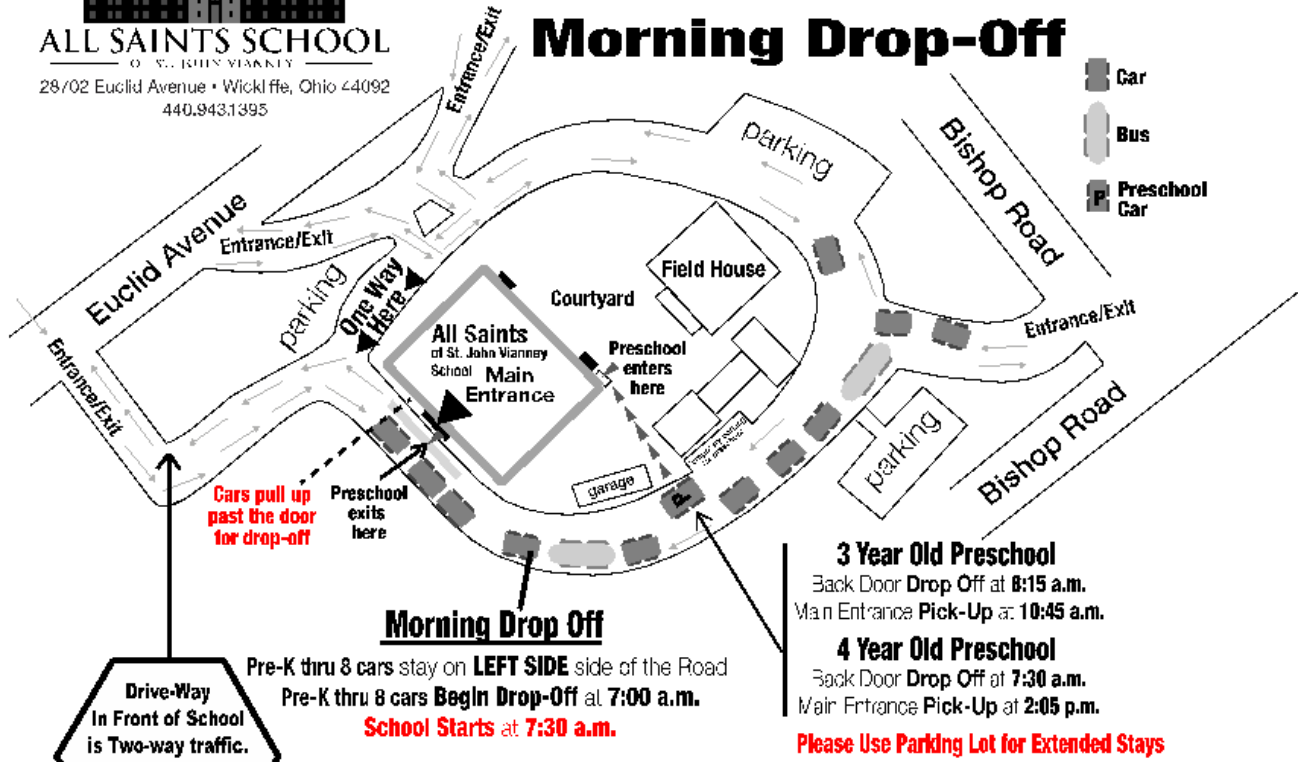 ALL SAINTS SCHOOL
OF ST. JOHN VIANNEY
28702 Euclid Avenue • Wickliffe, Ohio 44092
440.943.1395
Morning Drop-Off
Car
Bus
Preschool
Car
P
Entrance/Exit
parking
Bishop Road
Euclid Avenue
Entrance/Exit
parking
One Way
Here
Field House
Courtyard
All Saints
of St. John Vianney
School
Main
Entrance
Preschool
enters
here
Entrance/Exit
Entrance/Exit
parking
Bishop Road
garage
P
Cars pull up
past the door
for drop-off
Preschool
exits
here
Morning Drop Off
Pre-K thru 8 cars stay on LEFT SIDE side of the Road
Pre-K thru 8 cars Begin Drop-Off at 7:00 a.m.
School Starts at 7:30 a.m.
Drive-Way
In Front of School
is Two-way traffic.
3 Year Old Preschool
Back Door Drop Off at 8:15 a.m.
Main Entrance Pick-Up at 10:45 a.m.
4 Year Old Preschool
Back Door Drop Off at 7:30 a.m.
Main Entrance Pick-Up at 2:05 p.m.
Please Use Parking Lot for Extended Stays